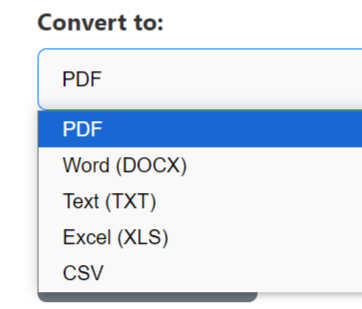 Convert to:
PDF
PDF
Word (DOCX)
Text (TXT)
Excel (XLS)
CSV